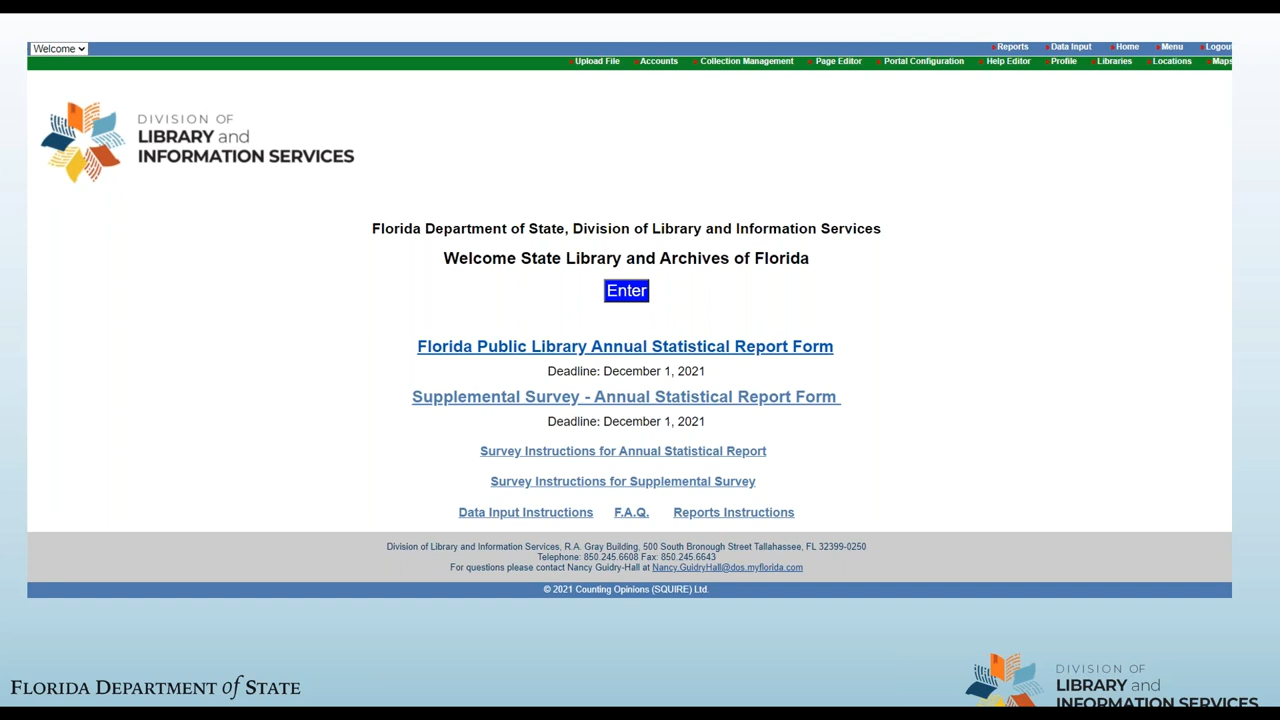 Welcome
Reports Data Input Home Menu Logout
Upload File Accounts Collection Management Page Editor Portal Configuration Help Editor Profile Libraries Locations Maps
DIVISION OF
LIBRARY and
INFORMATION SERVICES
Florida Department of State, Division of Library and Information Services
Welcome State Library and Archives of Florida
Enter
Florida Public Library Annual Statistical Report Form
Deadline: December 1, 2021
Supplemental Survey - Annual Statistical Report Form
Deadline: December 1, 2021
Survey Instructions for Annual Statistical Report
Survey Instructions for Supplemental Survey
Data Input Instructions F.A.Q. Reports Instructions
Division of Library and Information Services, R.A. Gray Building, 500 South Bronough Street Tallahassee, FL 32399-0250
Telephone: 850.245.6608 Fax: 850.245.6643
For questions please contact Nancy Guidry-Hall at Nancy.GuidryHall@dos.myflorida.com
© 2021 Counting Opinions (SQUIRE) Ltd.
FLORIDA DEPARTMENT of STATE
DIVISION OF
LIBRARY and
INFORMATION SERVICES